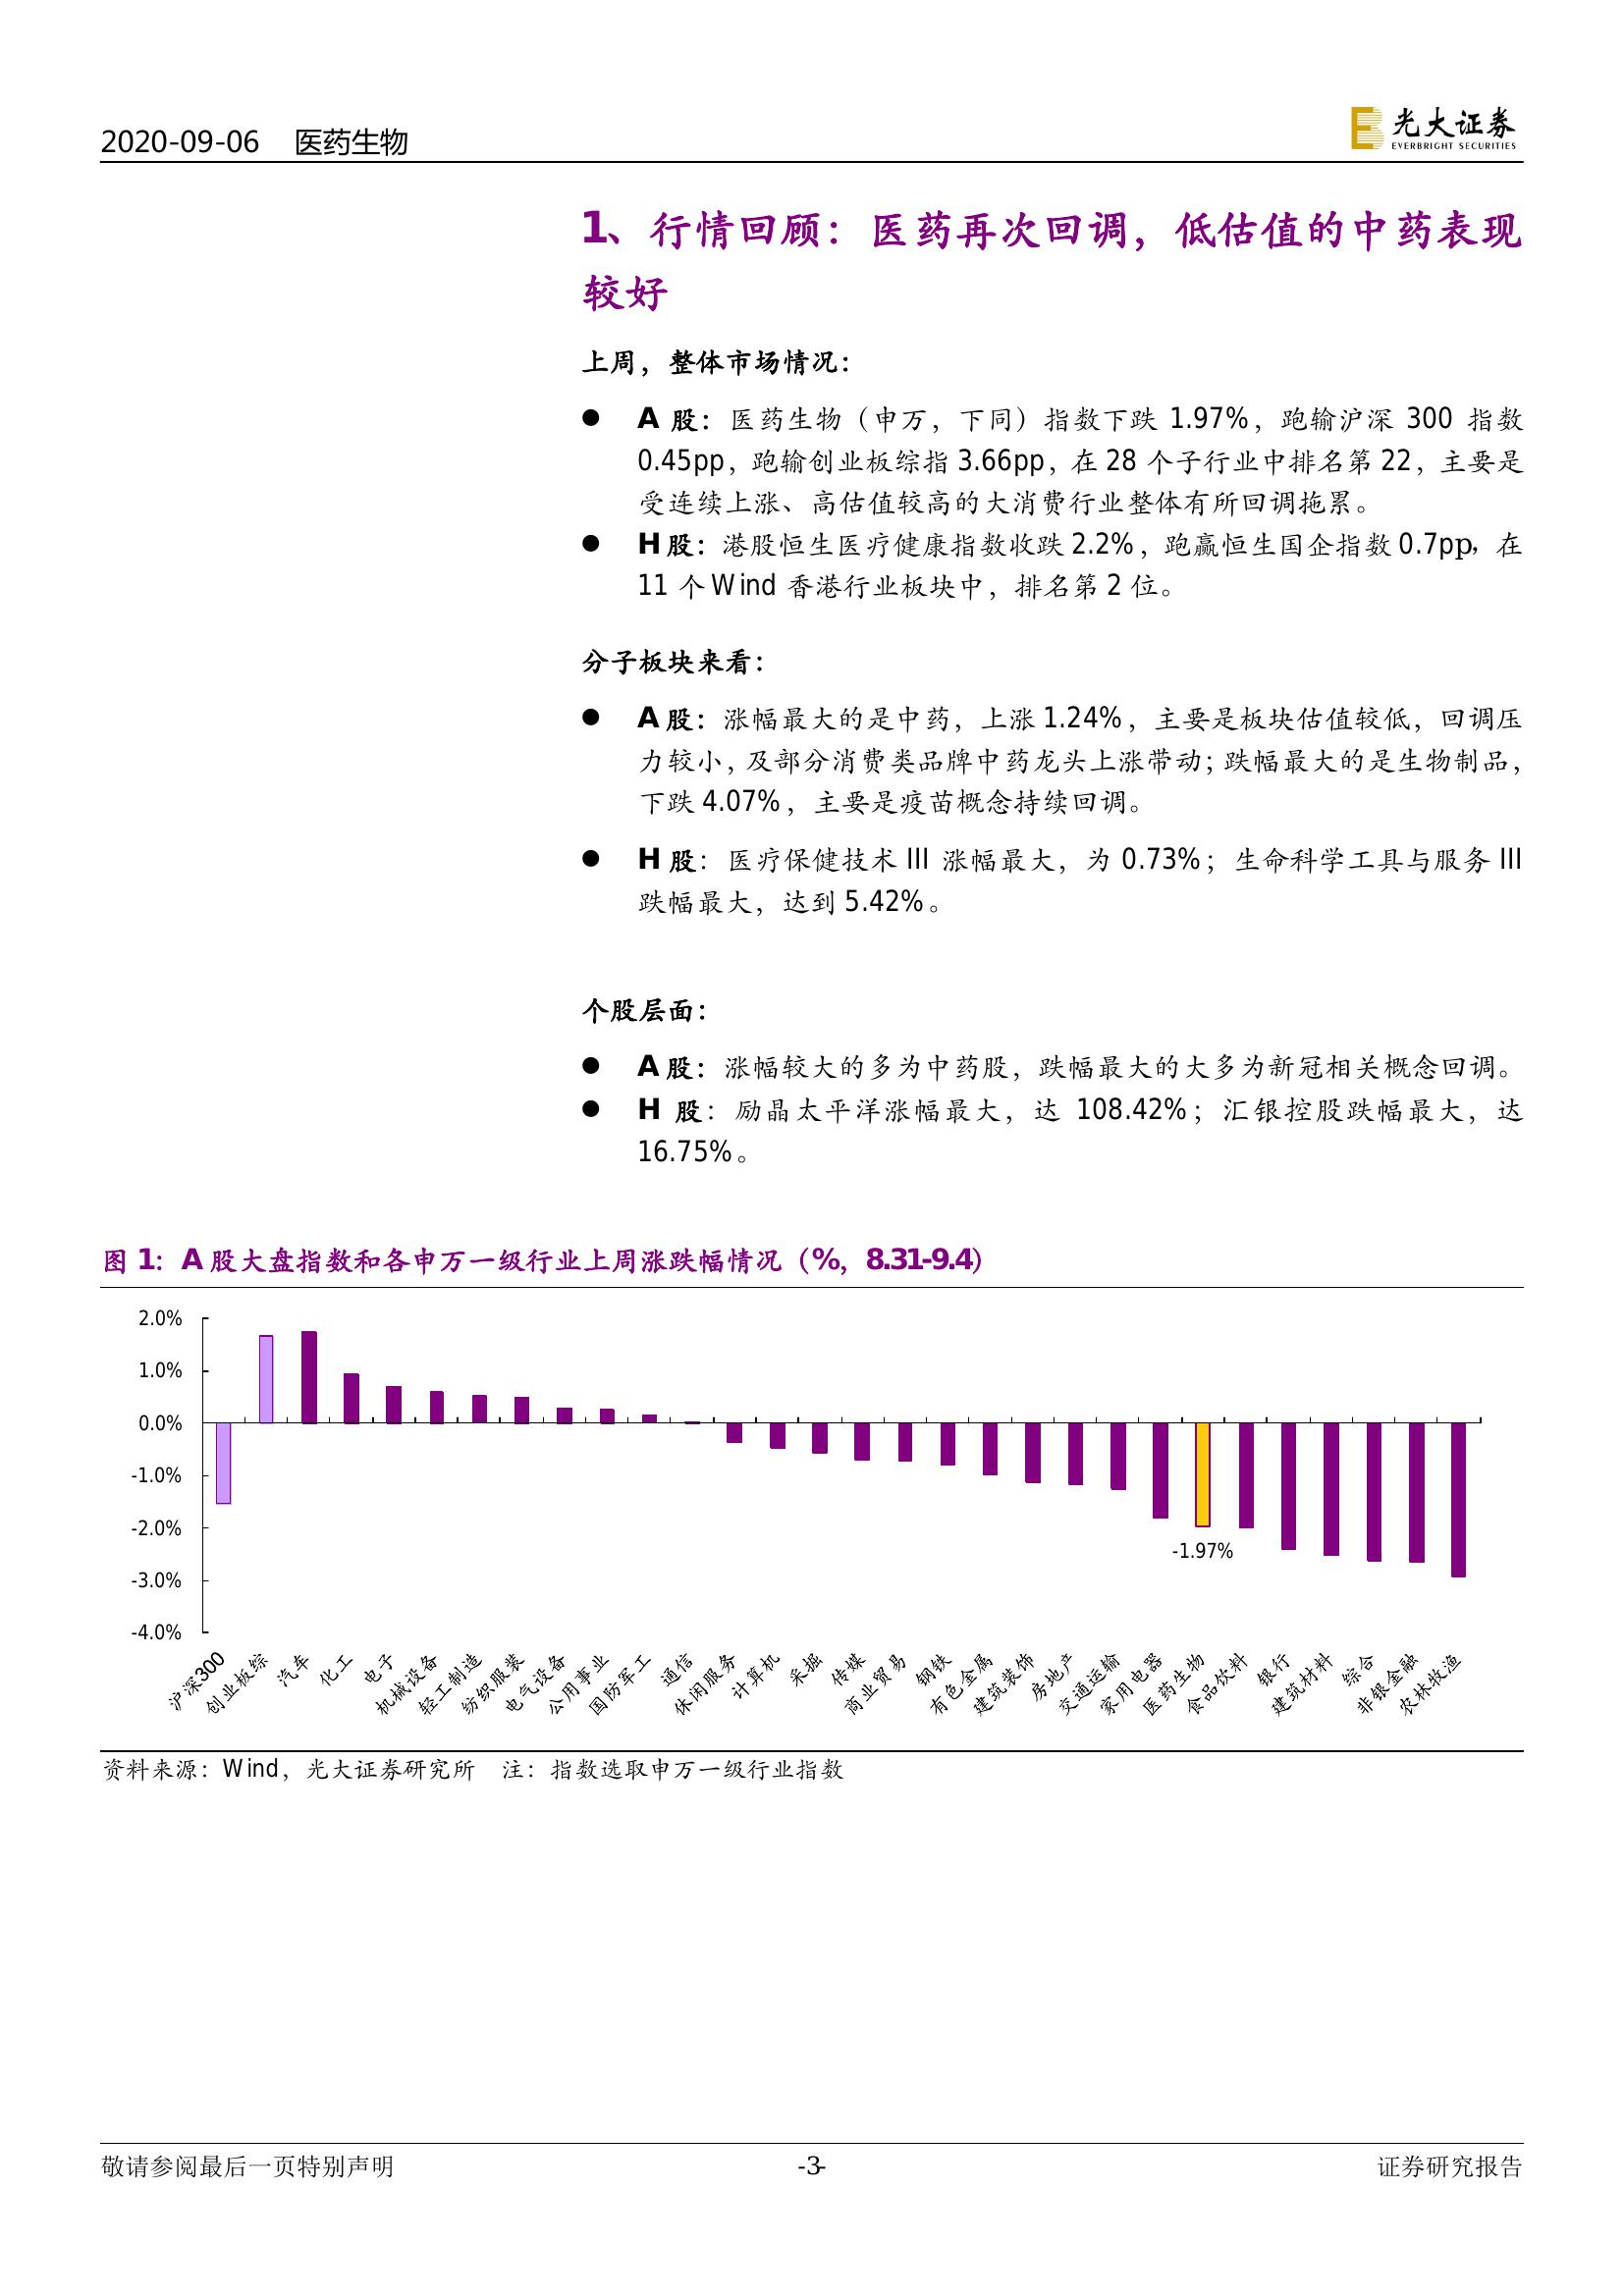 2020-09-06 医药生物
光大证券
EVERBRIGHT SECURITIES
1、行情回顾：医药再次回调，低估值的中药表现
较好
上周，整体市场情况：
● A 股：医药生物（申万，下同）指数下跌 1.97%，跑输沪深 300 指数
0.45pp，跑输创业板综指 3.66pp，在 28 个子行业中排名第 22，主要是
受连续上涨、高估值较高的大消费行业整体有所回调拖累。
● H 股：港股恒生医疗健康指数收跌 2.2%，跑赢恒生国企指数 0.7pp，在
11 个 Wind 香港行业板块中，排名第 2 位。
分子板块来看：
● A 股：涨幅最大的是中药，上涨 1.24%，主要是板块估值较低，回调压
力较小，及部分消费类品牌中药龙头上涨带动；跌幅最大的是生物制品，
下跌 4.07%，主要是疫苗概念持续回调。
● H 股：医疗保健技术 III 涨幅最大，为 0.73%；生命科学工具与服务 III
跌幅最大，达到 5.42%。
个股层面：
● A 股：涨幅较大的多为中药股，跌幅最大的大多为新冠相关概念回调。
● H 股：励晶太平洋涨幅最大，达 108.42%；汇银控股跌幅最大，达
16.75%。
图 1：A 股大盘指数和各申万一级行业上周涨跌幅情况（%，8.31-9.4）
2.0%
1.0%
0.0%
-1.0%
-2.0%
-3.0%
-4.0%
-1.97%
沪深300
创业板综
汽车
化工
电子
机械设备
轻工制造
纺织服装
电气设备
公用事业
国防军工
通信
休闲服务
计算机
采掘
传媒
商业贸易
钢铁
有色金属
建筑装饰
房地产
交通运输
家用电器
医药生物
食品饮料
银行
建筑材料
综合
非银金融
农林牧渔
资料来源：Wind，光大证券研究所 注：指数选取申万一级行业指数
敬请参阅最后一页特别声明
-3-
证券研究报告